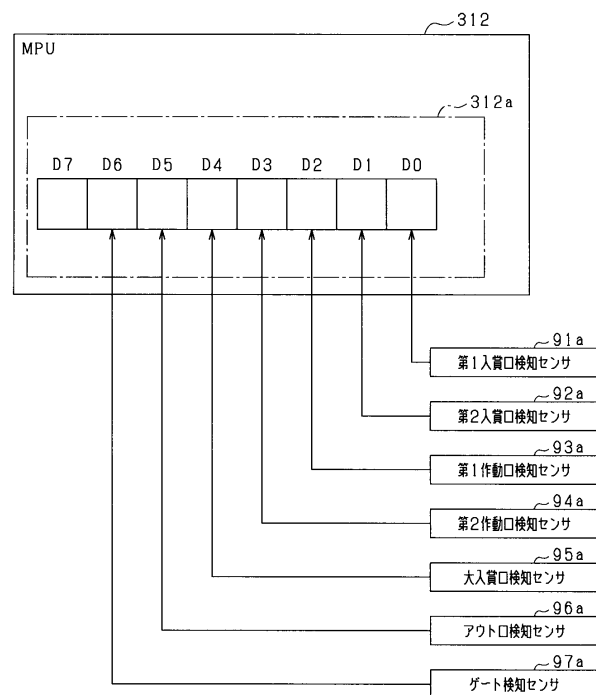 312
MPU
312a
D7 D6 D5 D4 D3 D2 D1 D0
91a
第1入賞口検知センサ
92a
第2入賞口検知センサ
93a
第1作動口検知センサ
94a
第2作動口検知センサ
95a
大入賞口検知センサ
96a
アウト口検知センサ
97a
ゲート検知センサ